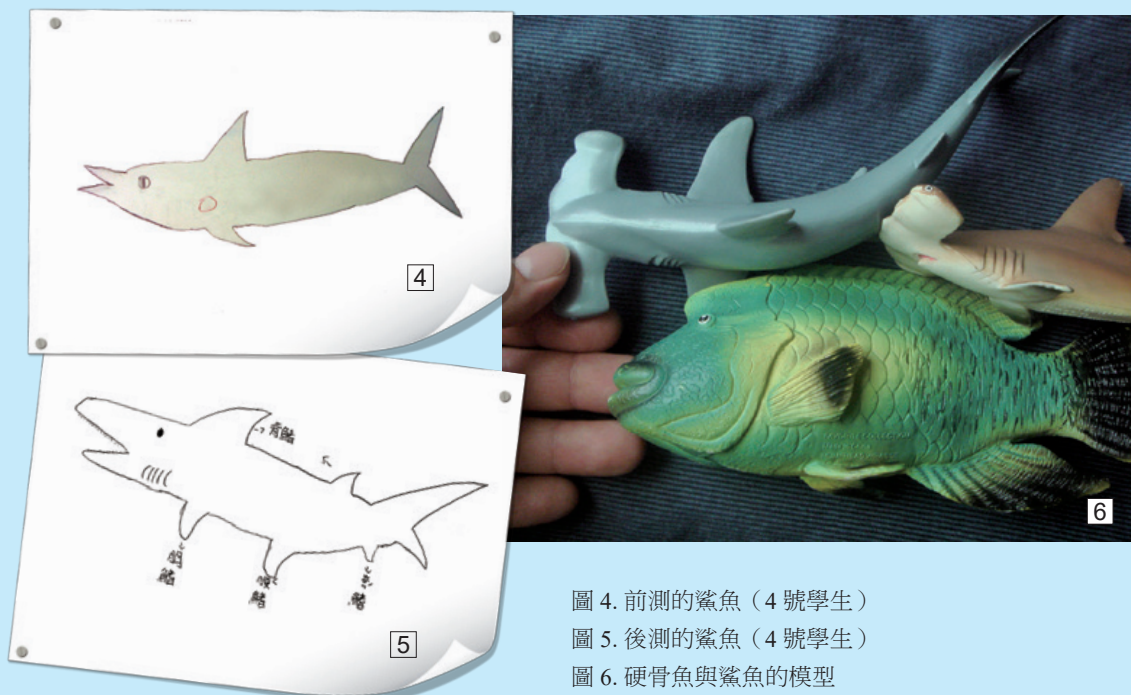 4
背鰭
胸鰭
腹鰭
臀鰭
5
6
圖 4. 前測的鯊魚（4 號學生）
圖 5. 後測的鯊魚（4 號學生）
圖 6. 硬骨魚與鯊魚的模型